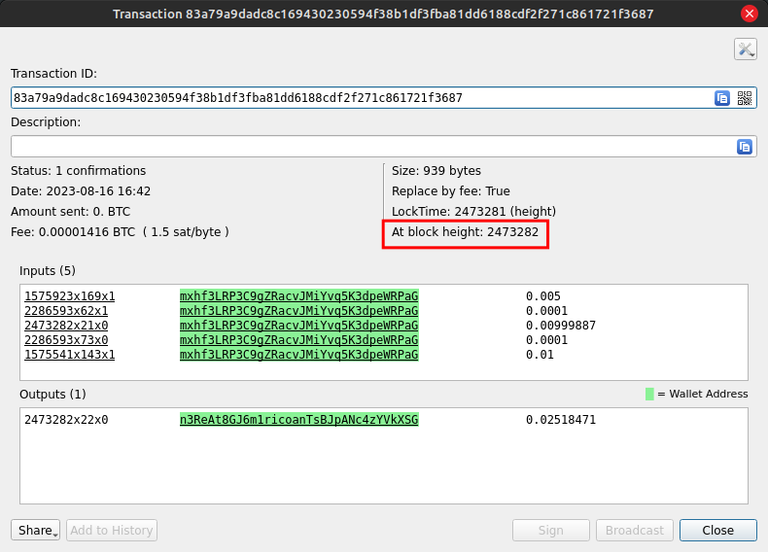 Transaction 83a79a9dadc8c169430230594f38b1df3fba81dd6188cdf2f271c861721f3687
Transaction ID:
83a79a9dadc8c169430230594f38b1df3fba81dd6188cdf2f271c861721f3687
Description:
Status: 1 confirmations
Date: 2023-08-16 16:42
Amount sent: 0. BTC
Fee: 0.00001416 BTC ( 1.5 sat/byte )
Size: 939 bytes
Replace by fee: True
LockTime: 2473281 (height)
At block height: 2473282
Inputs (5)
1575923x169x1 mxhf3LRP3C9gZRacvJMiYvq5K3dpeWRPaG 0.005
2286593x62x1 mxhf3LRP3C9gZRacvJMiYvq5K3dpeWRPaG 0.0001
2473282x21x0 mxhf3LRP3C9gZRacvJMiYvq5K3dpeWRPaG 0.00999887
2286593x73x0 mxhf3LRP3C9gZRacvJMiYvq5K3dpeWRPaG 0.0001
1575541x143x1 mxhf3LRP3C9gZRacvJMiYvq5K3dpeWRPaG 0.01
Outputs (1)
= Wallet Address
2473282x22x0 n3ReAt8GJ6m1ricoanTsBJpANc4zYVkXSG 0.02518471
Share
Add to History
Sign
Broadcast
Close